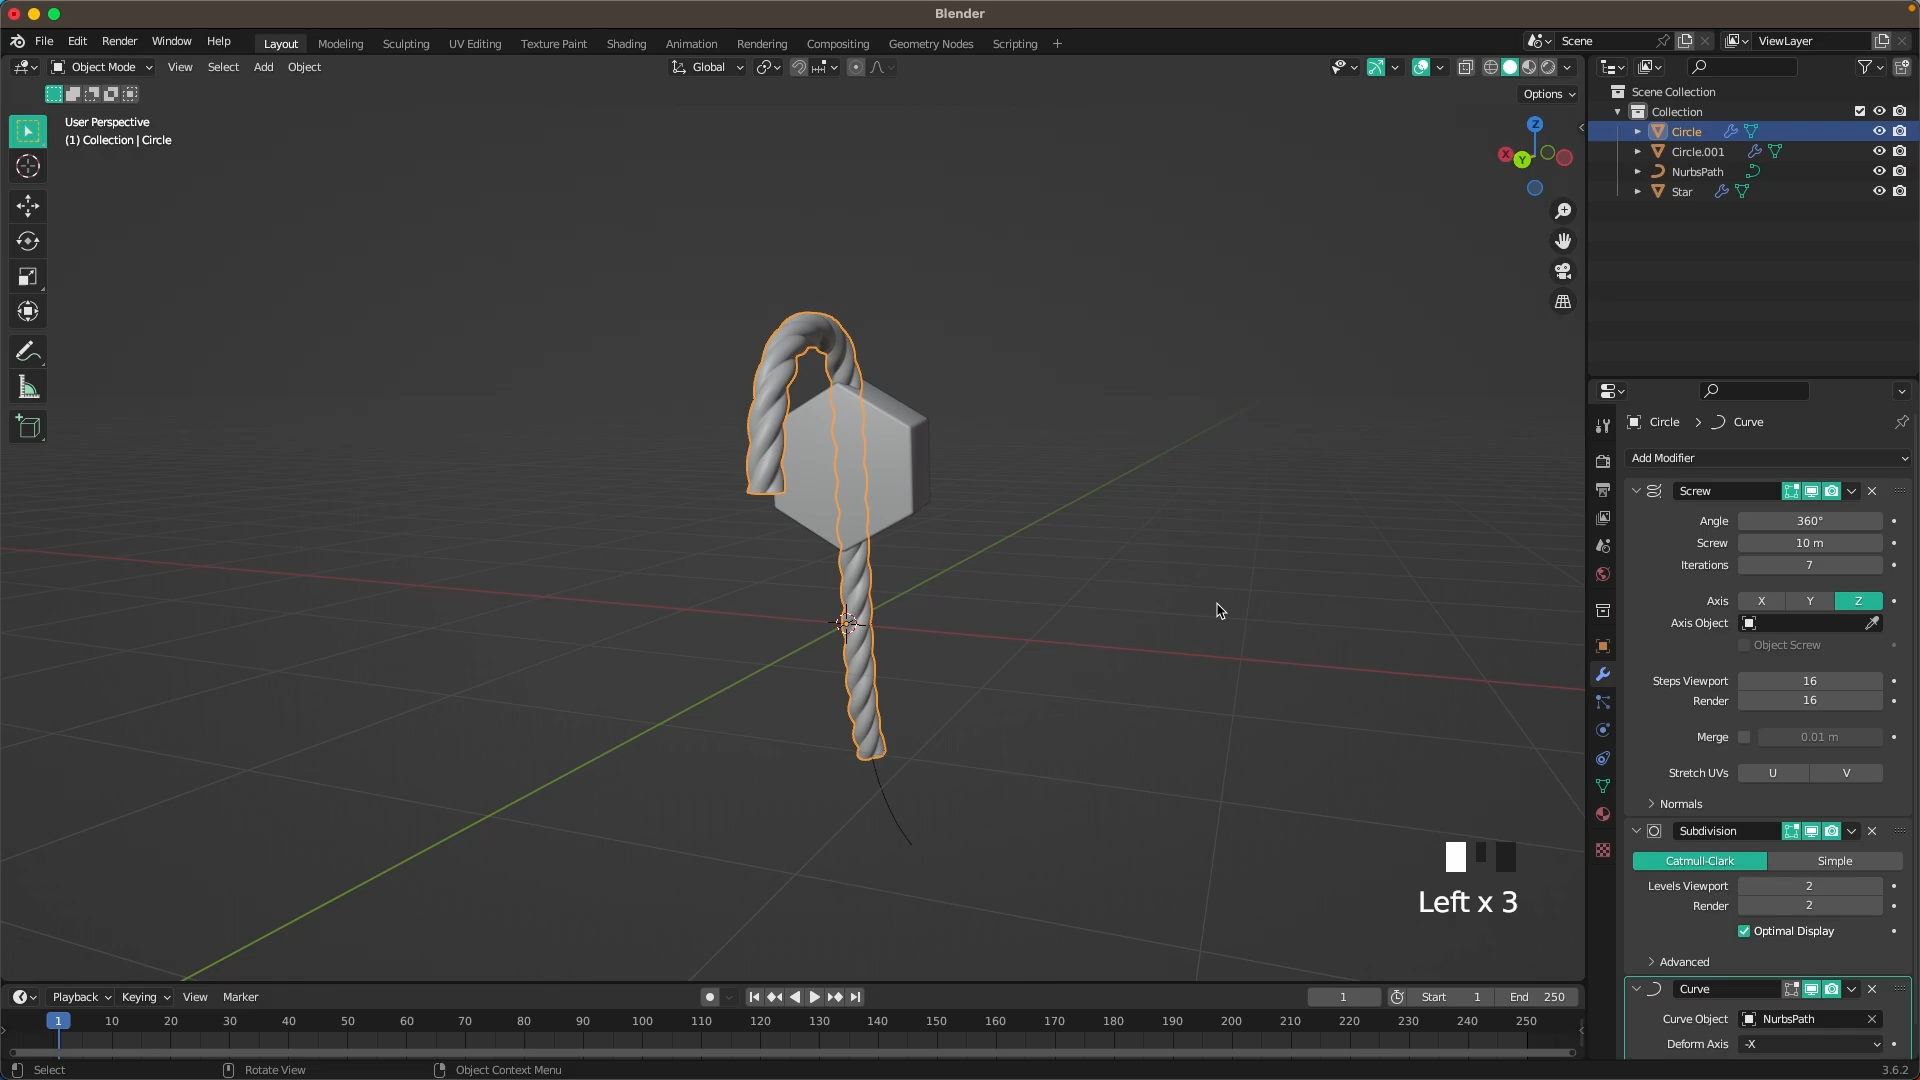 Blender
File Edit Render Window Help
Layout Modeling Sculpting UV Editing Texture Paint Shading Animation Rendering Compositing Geometry Nodes Scripting +
Scene
ViewLayer
Object Mode View Select Add Object
Global
Options
User Perspective
(1) Collection | Circle
Z
X
Y
Scene Collection
Collection
Circle
Circle.001
NurbsPath
Star
Circle > Curve
Add Modifier
Screw
Angle 360°
Screw 10 m
Iterations 7
Axis X Y Z
Axis Object
Object Screw
Steps Viewport 16
Render 16
Merge 0.01 m
Stretch UVs U V
Normals
Subdivision
Catmull-Clark Simple
Levels Viewport 2
Render 2
Optimal Display
Advanced
Curve
Curve Object NurbsPath
Deform Axis -X
Left x 3
Playback Keying View Marker
1
Start 1 End 250
1 10 20 30 40 50 60 70 80 90 100 110 120 130 140 150 160 170 180 190 200 210 220 230 240 250
Select Rotate View Object Context Menu
3.6.2